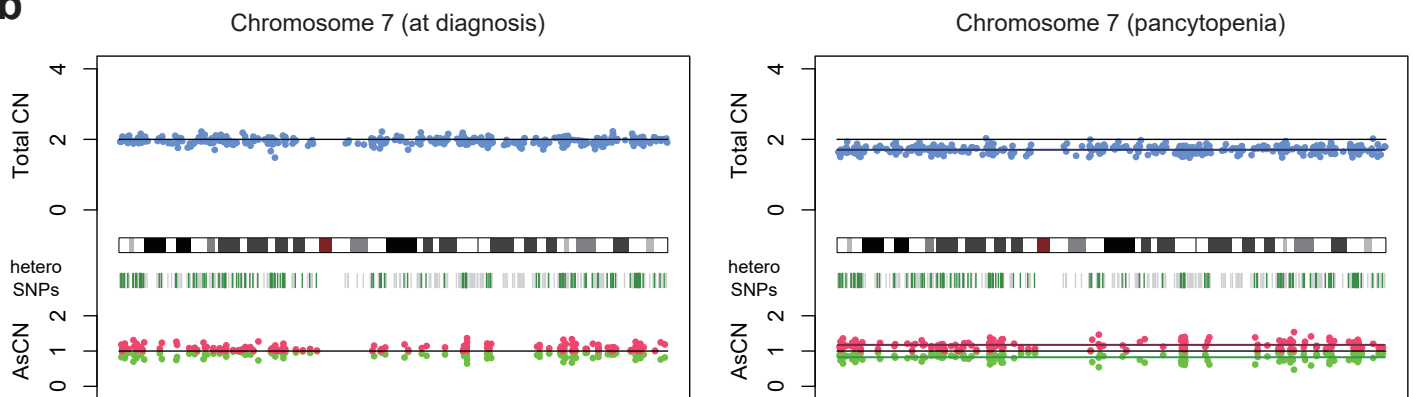 b
Chromosome 7 (at diagnosis)
Total CN
4
2
0
hetero
SNPs
AsCN
2
1
0
Chromosome 7 (pancytopenia)
Total CN
4
2
0
hetero
SNPs
AsCN
2
1
0